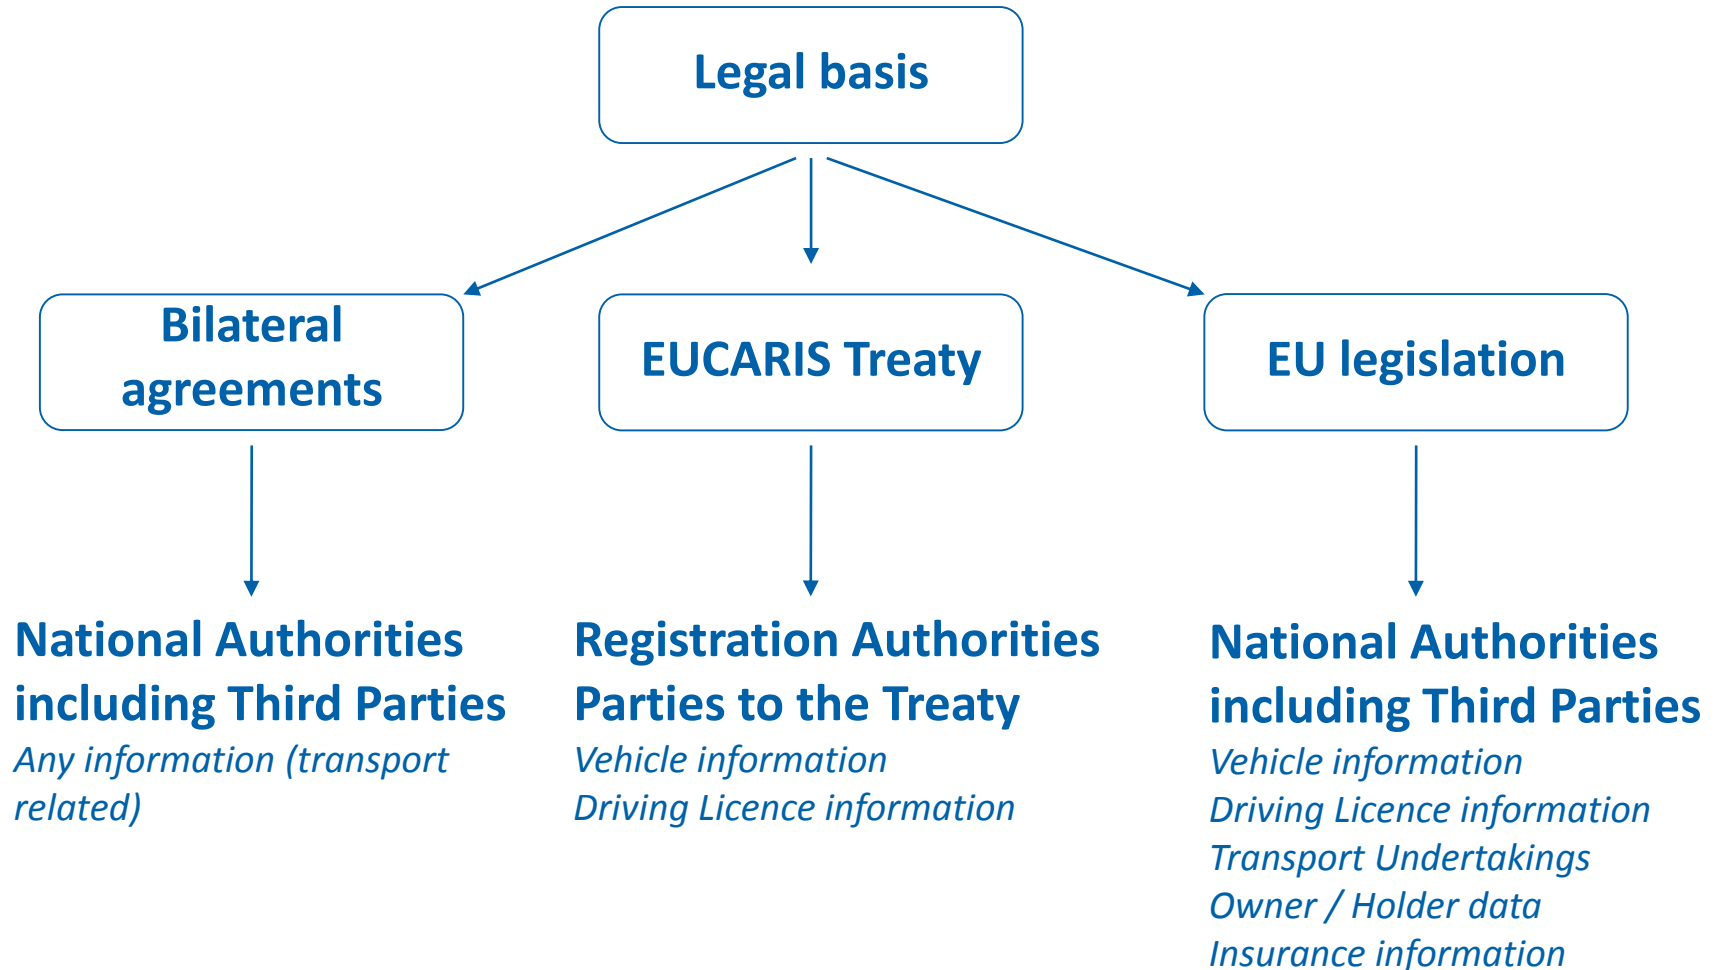 Legal basis
Bilateral
agreements
EUCARIS Treaty
EU legislation
National Authorities
including Third Parties
Any information (transport
related)
Registration Authorities
Parties to the Treaty
Vehicle information
Driving Licence information
National Authorities
including Third Parties
Vehicle information
Driving Licence information
Transport Undertakings
Owner / Holder data
Insurance information